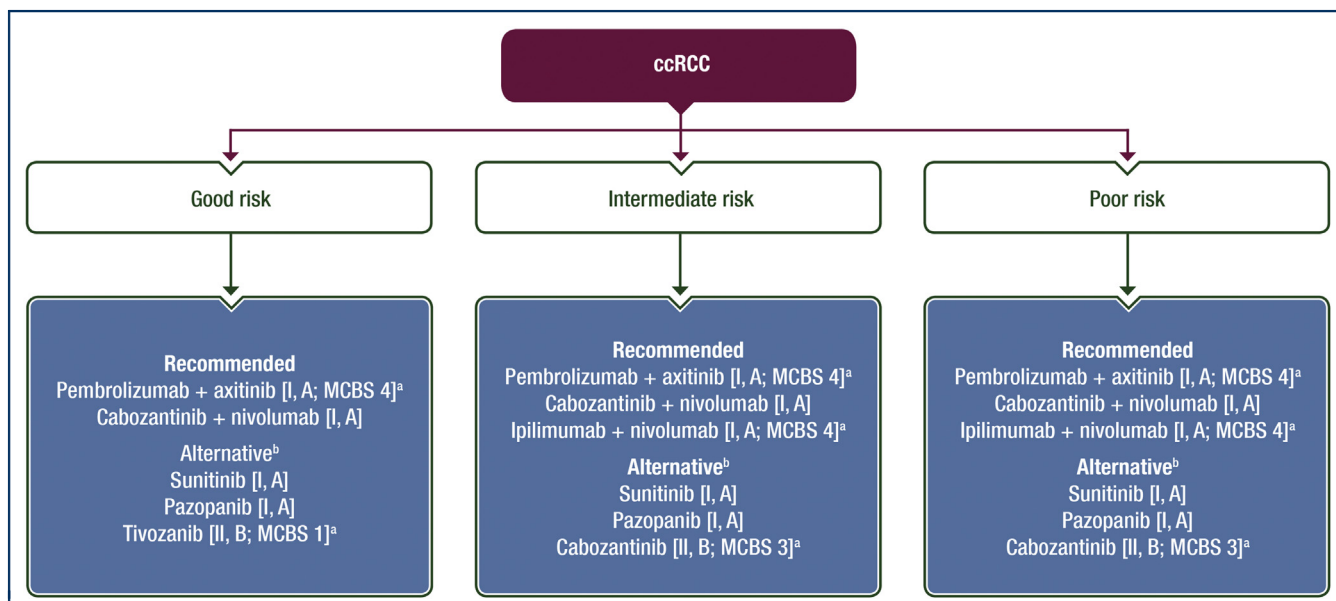 ccRCC
Good risk
Intermediate risk
Poor risk
Recommended
Pembrolizumab + axitinib [I, A; MCBS 4]ᵃ
Cabozantinib + nivolumab [I, A]
Alternativeᵇ
Sunitinib [I, A]
Pazopanib [I, A]
Tivozanib [II, B; MCBS 1]ᵃ
Recommended
Pembrolizumab + axitinib [I, A; MCBS 4]ᵃ
Cabozantinib + nivolumab [I, A]
Ipilimumab + nivolumab [I, A; MCBS 4]ᵃ
Alternativeᵇ
Sunitinib [I, A]
Pazopanib [I, A]
Cabozantinib [II, B; MCBS 3]ᵃ
Recommended
Pembrolizumab + axitinib [I, A; MCBS 4]ᵃ
Cabozantinib + nivolumab [I, A]
Ipilimumab + nivolumab [I, A; MCBS 4]ᵃ
Alternativeᵇ
Sunitinib [I, A]
Pazopanib [I, A]
Cabozantinib [II, B; MCBS 3]ᵃ